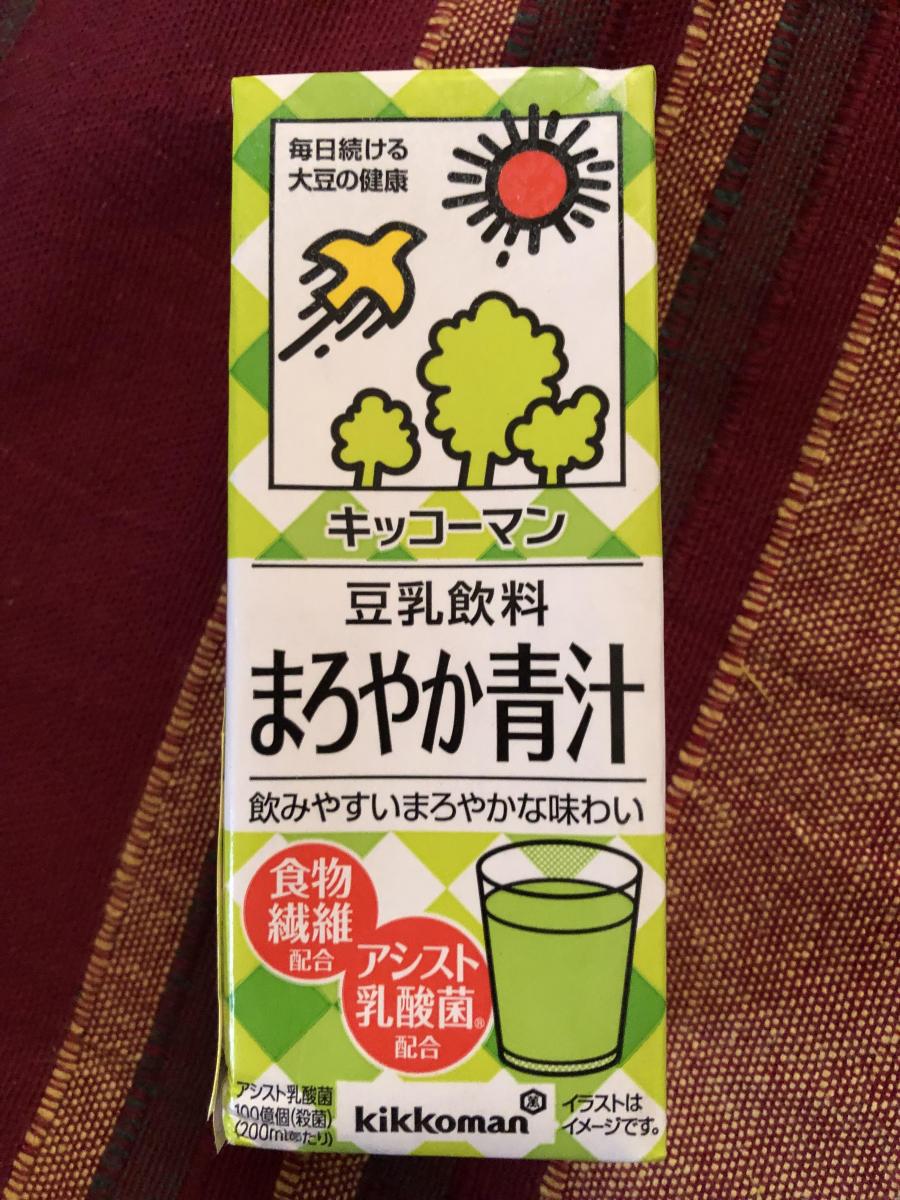 毎日続ける
大豆の健康
キッコーマン
豆乳飲料
まろやか青汁
飲みやすいまろやかな味わい
食物
繊維
配合
アシスト
乳酸菌®
配合
アシスト乳酸菌
100億個(殺菌)
(200ml当たり)
kikkoman
萬
イラストは
イメージです。